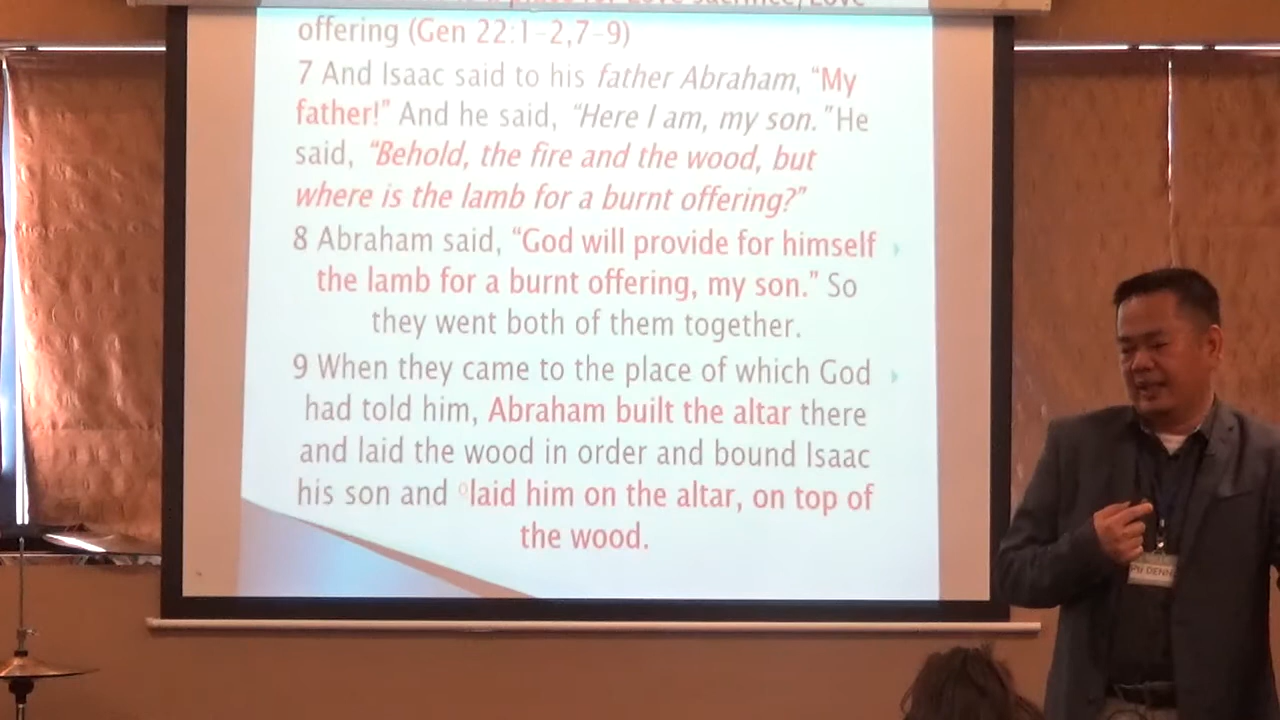 offering (Gen 22:1-2,7-9)
7 And Isaac said to his father Abraham, “My
father!” And he said, “Here I am, my son.” He
said, “Behold, the fire and the wood, but
where is the lamb for a burnt offering?”
8 Abraham said, “God will provide for himself
the lamb for a burnt offering, my son.” So
they went both of them together.
9 When they came to the place of which God
had told him, Abraham built the altar there
and laid the wood in order and bound Isaac
his son and laid him on the altar, on top of
the wood.
DENN